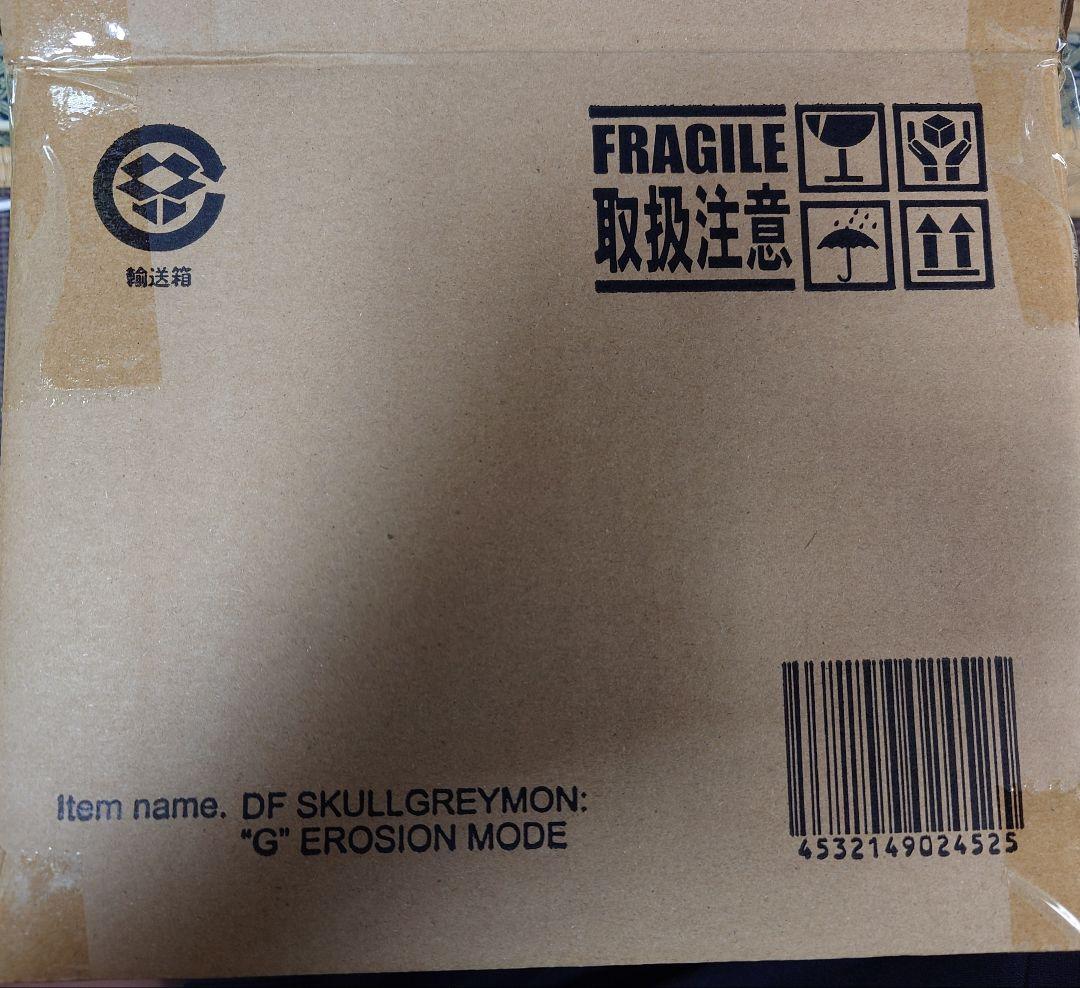 輸送箱
FRAGILE
取扱注意
Item name. DF SKULLGREYMON:
“G” EROSION MODE
4532149024525